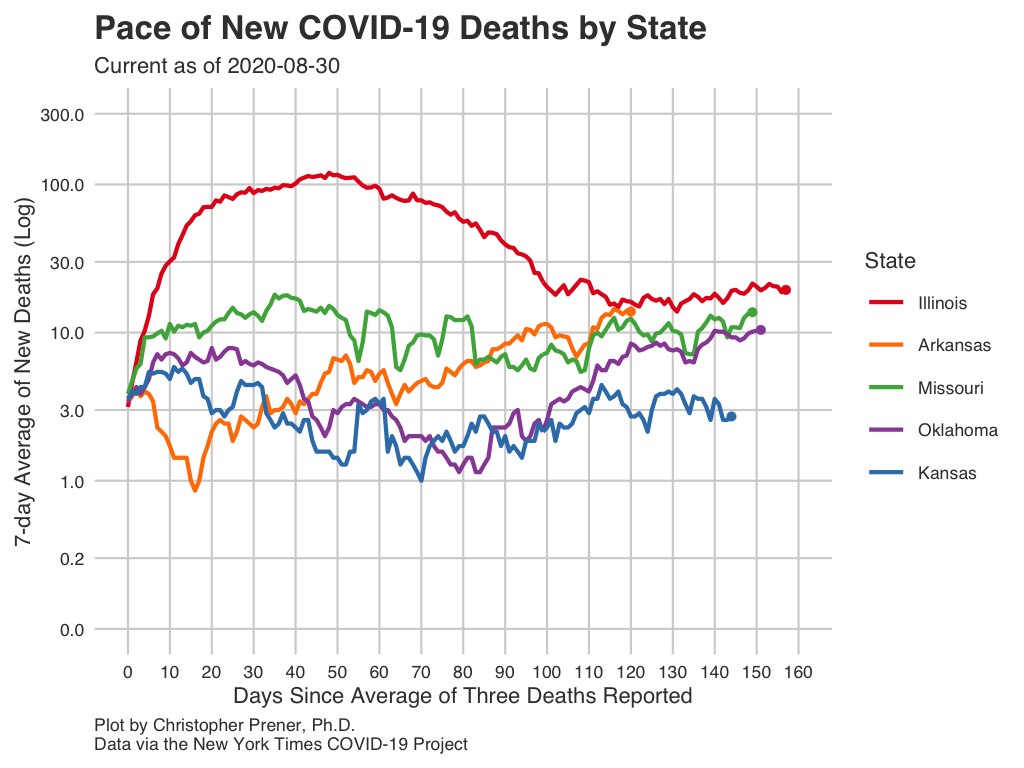 Pace of New COVID-19 Deaths by State
Current as of 2020-08-30
300.0
100.0
30.0
10.0
3.0
1.0
0.2
0.0
7-day Average of New Deaths (Log)
0 10 20 30 40 50 60 70 80 90 100 110 120 130 140 150 160
Days Since Average of Three Deaths Reported
State
Illinois
Arkansas
Missouri
Oklahoma
Kansas
Plot by Christopher Prener, Ph.D.
Data via the New York Times COVID-19 Project